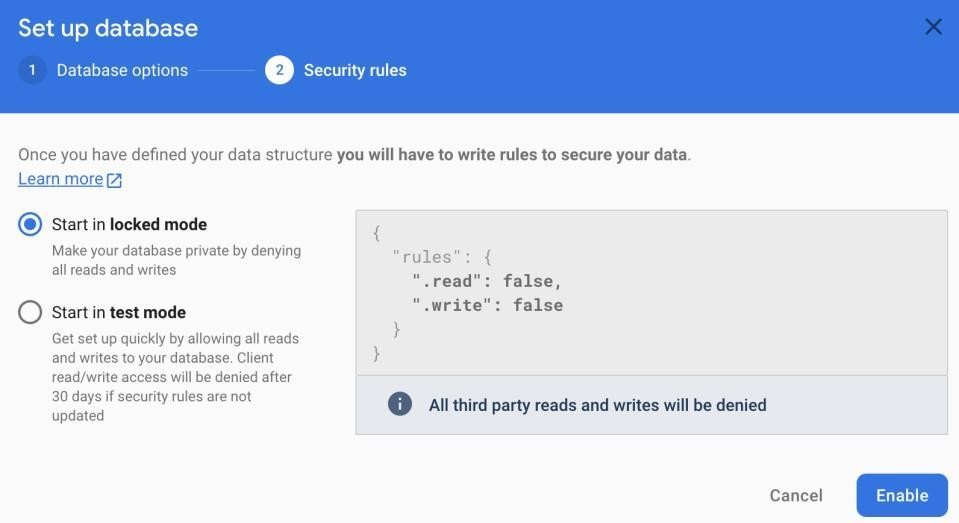 Set up database
1 Database options
2 Security rules
Once you have defined your data structure you will have to write rules to secure your data.
Learn more
Start in locked mode
Make your database private by denying
all reads and writes
Start in test mode
Get set up quickly by allowing all reads
and writes to your database. Client
read/write access will be denied after
30 days if security rules are not
updated
{
"rules": {
".read": false,
".write": false
}
}
All third party reads and writes will be denied
Cancel
Enable